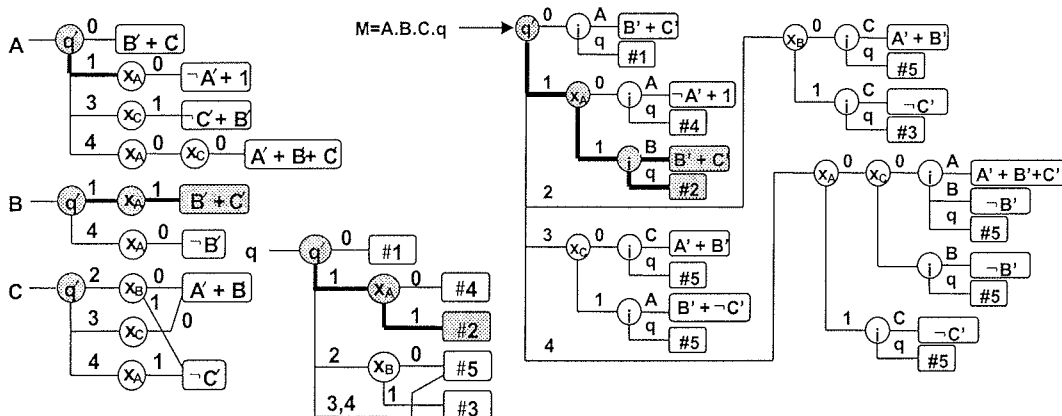 A q' 0 B' + C'
1 x_A 0 ¬A' + 1
3 x_C 1 ¬C' + B'
4 x_A 0 x_C 0 A' + B'+ C'
B q' 1 x_A 1 B' + C'
4 x_A 0 ¬B'
C q' 2 x_B 0 A' + B
1
3 x_C 0
4 x_A 1 ¬C'
q q' 0 #1
1 x_A 0 #4
1 #2
2 x_B 0 #5
1 #3
3,4
M=A.B.C.q q' 0 i A B' + C'
q #1
1 x_A 0 i A ¬A' + 1
q #4
1 i B B' + C'
q #2
2
3 x_C 0 i C A' + B'
q #5
1 i A B' + ¬C'
q #5
4
x_B 0 i C A' + B'
q #5
1 i C ¬C'
q #3
x_A 0 x_C 0 i A A' + B'+C'
B ¬B'
q #5
i B ¬B'
q #5
1 i C ¬C'
q #5